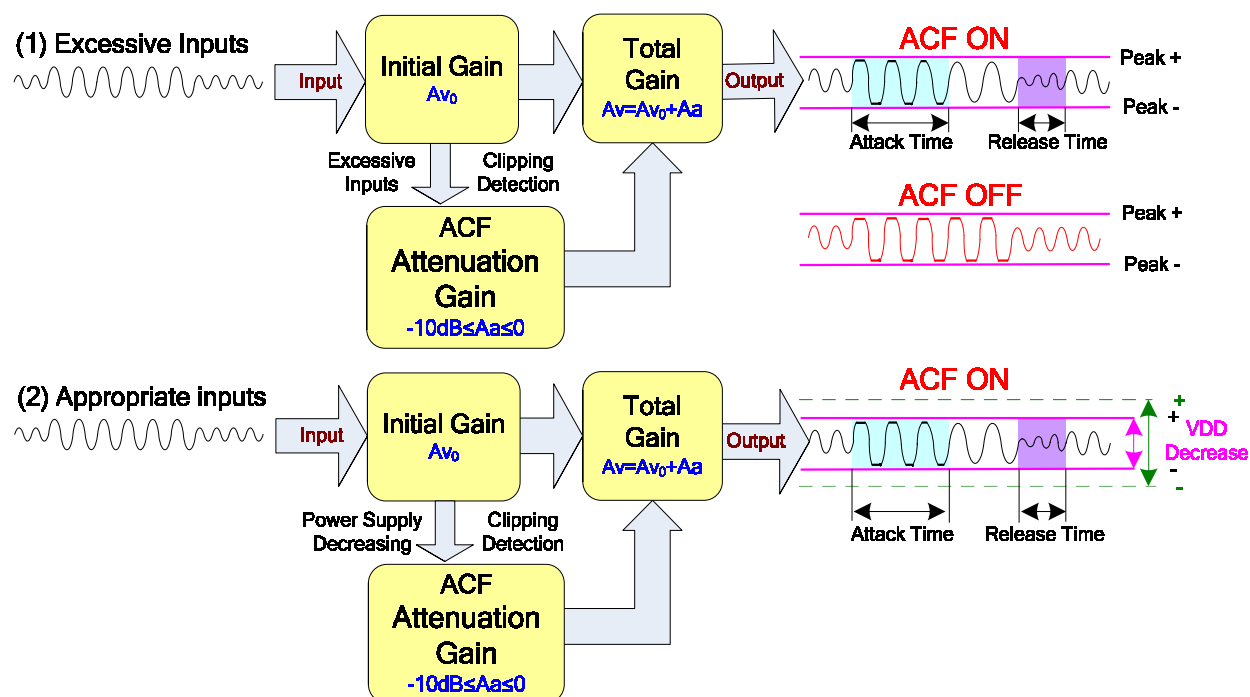 (1) Excessive Inputs
Input
Initial Gain
Av₀
Total
Gain
Av=Av₀+Aa
Output
ACF ON
Peak +
Peak -
Attack Time
Release Time
Excessive
Inputs
Clipping
Detection
ACF
Attenuation
Gain
-10dB≤Aa≤0
ACF OFF
Peak +
Peak -
(2) Appropriate inputs
Input
Initial Gain
Av₀
Total
Gain
Av=Av₀+Aa
Output
ACF ON
+
+
VDD
Decrease
-
-
Attack Time
Release Time
Power Supply
Decreasing
Clipping
Detection
ACF
Attenuation
Gain
-10dB≤Aa≤0